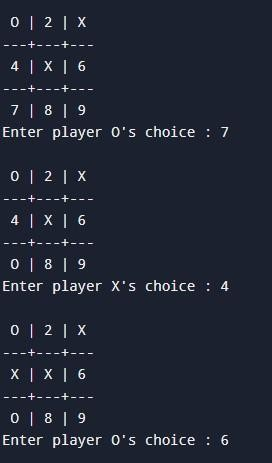 O | 2 | X
---+---+---
4 | X | 6
---+---+---
7 | 8 | 9
Enter player O's choice : 7
O | 2 | X
---+---+---
4 | X | 6
---+---+---
O | 8 | 9
Enter player X's choice : 4
O | 2 | X
---+---+---
X | X | 6
---+---+---
O | 8 | 9
Enter player O's choice : 6